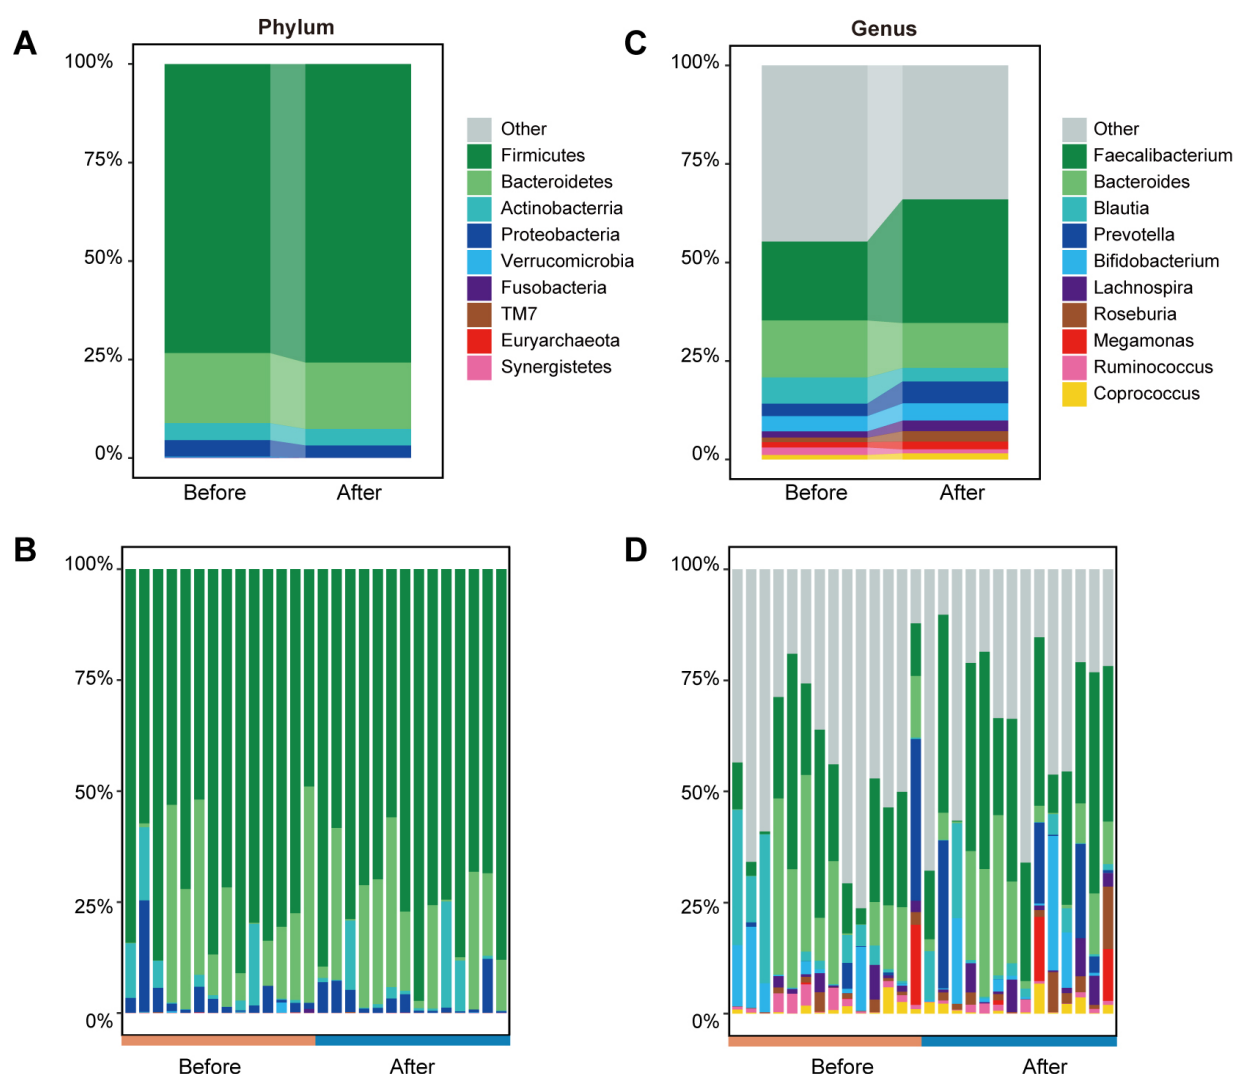 A
Phylum
100%
75%
50%
25%
0%
Before
After
Other
Firmicutes
Bacteroidetes
Actinobacterria
Proteobacteria
Verrucomicrobia
Fusobacteria
TM7
Euryarchaeota
Synergistetes
C
Genus
100%
75%
50%
25%
0%
Before
After
Other
Faecalibacterium
Bacteroides
Blautia
Prevotella
Bifidobacterium
Lachnospira
Roseburia
Megamonas
Ruminococcus
Coprococcus
B
100%
75%
50%
25%
0%
Before
After
D
100%
75%
50%
25%
0%
Before
After